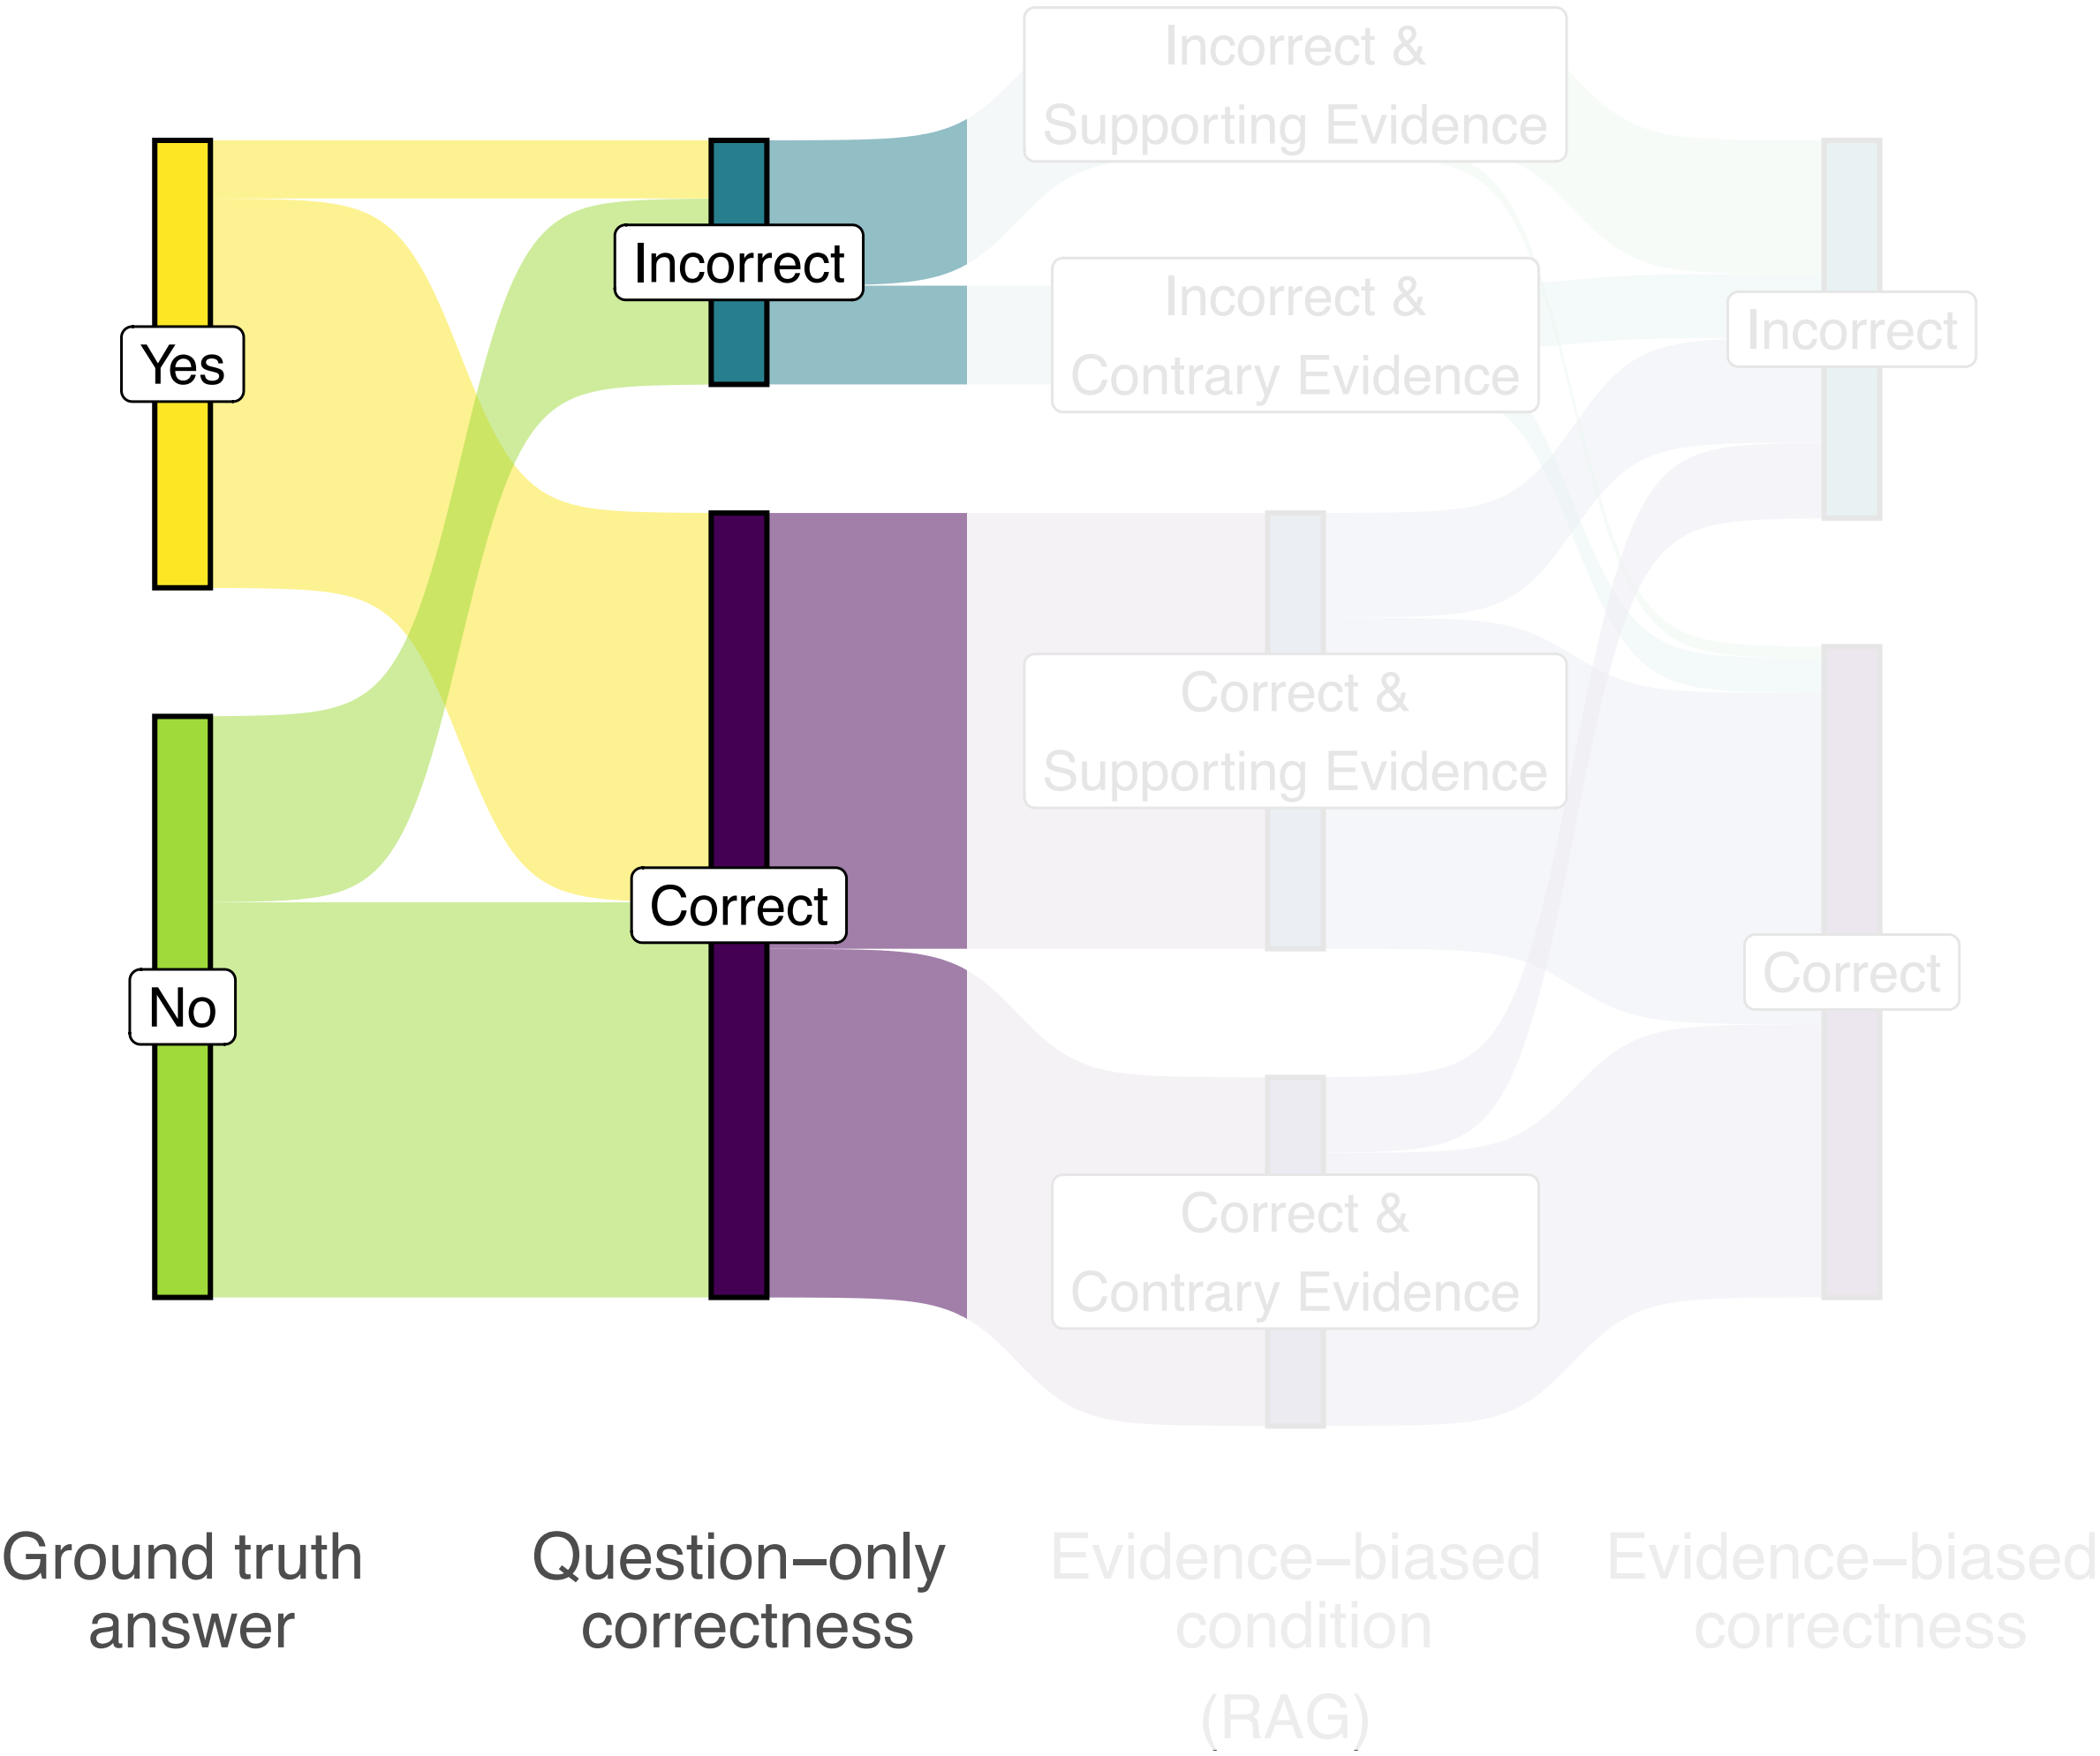 Incorrect &
Supporting Evidence
Incorrect
Incorrect &
Contrary Evidence
Incorrect
Yes
Correct &
Supporting Evidence
Correct
Correct
No
Correct &
Contrary Evidence
Ground truth
answer
Question−only
correctness
Evidence−biased
condition
(RAG)
Evidence−biased
correctness